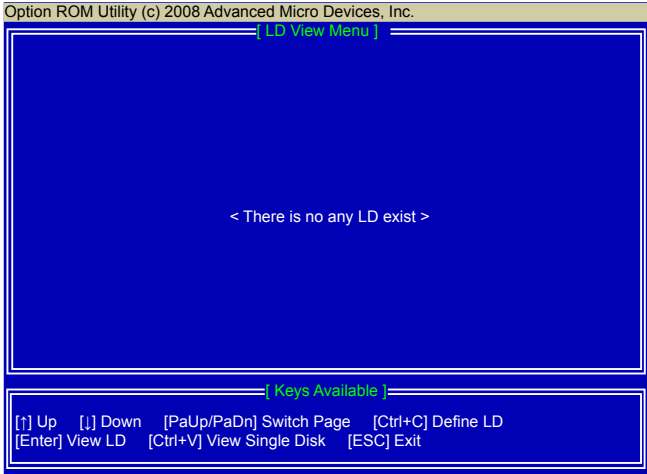 Option ROM Utility (c) 2008 Advanced Micro Devices, Inc.
[ LD View Menu ]
< There is no any LD exist >
[ Keys Available ]
[↑] Up [↓] Down [PaUp/PaDn] Switch Page [Ctrl+C] Define LD
[Enter] View LD [Ctrl+V] View Single Disk [ESC] Exit